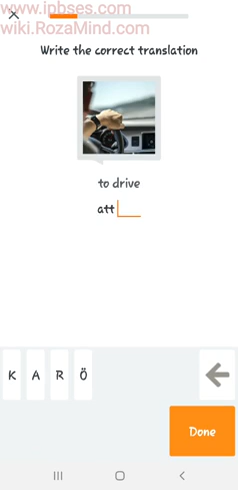 www.ipbses.com
wiki.RozaMind.com
Write the correct translation
to drive
att
K A R Ö
Done